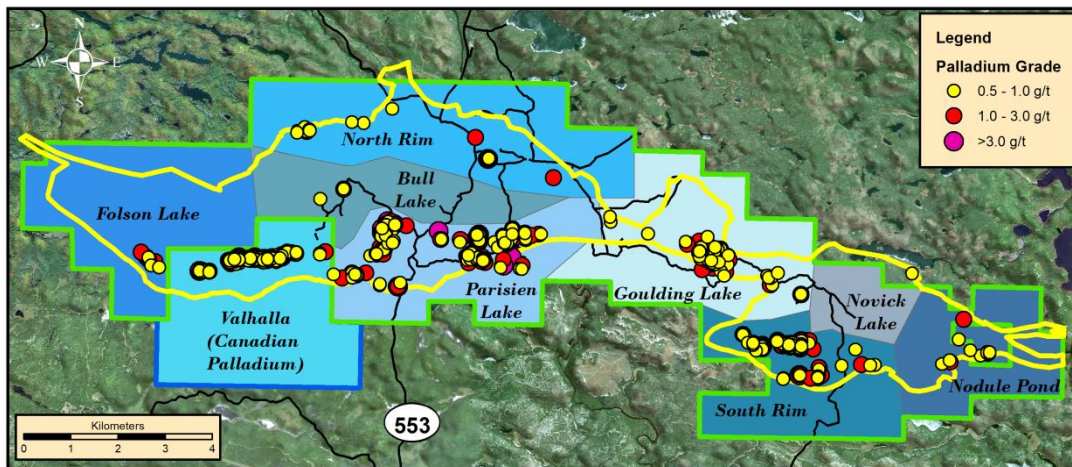 N
W E
S
Legend
Palladium Grade
0.5 - 1.0 g/t
1.0 - 3.0 g/t
>3.0 g/t
North Rim
Bull
Lake
Folson Lake
Parisien
Lake
Goulding Lake
Novick
Lake
Valhalla
(Canadian
Palladium)
South Rim
Nodule Pond
553
Kilometers
0 1 2 3 4